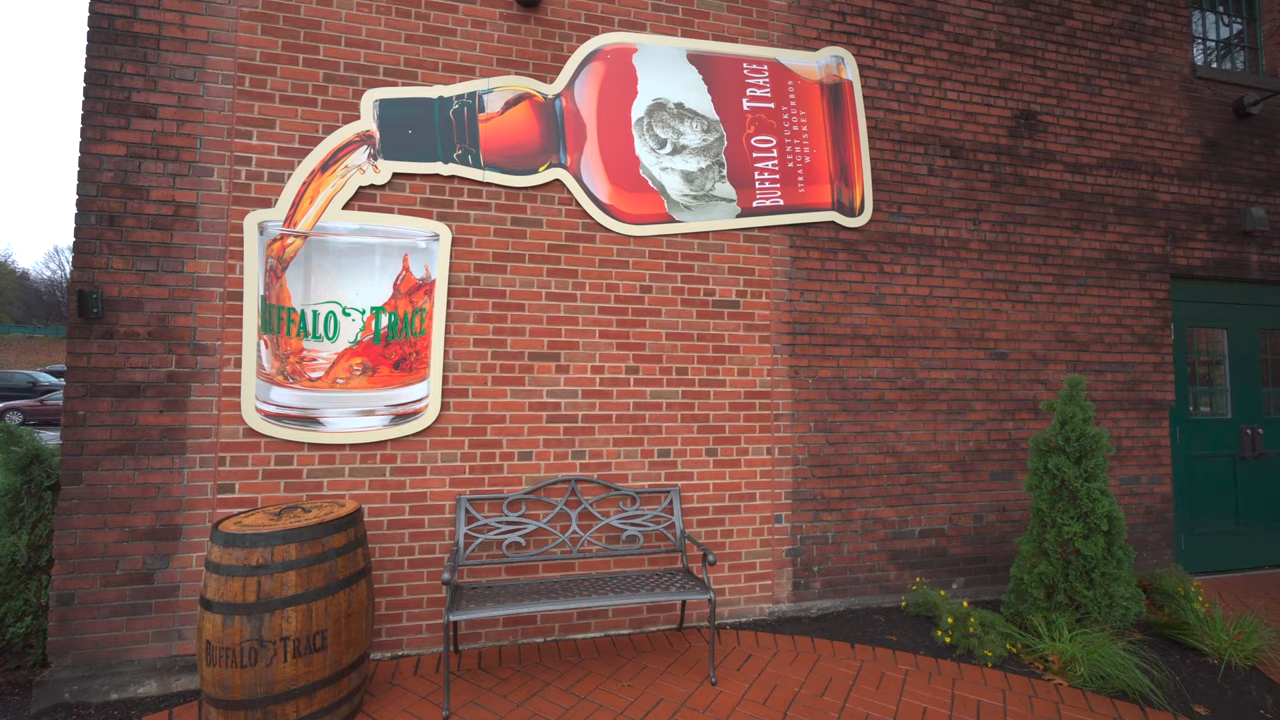 BUFFALO TRACE
KENTUCKY
STRAIGHT BOURBON
WHISKEY
BUFFALO TRACE
BUFFALO TRACE